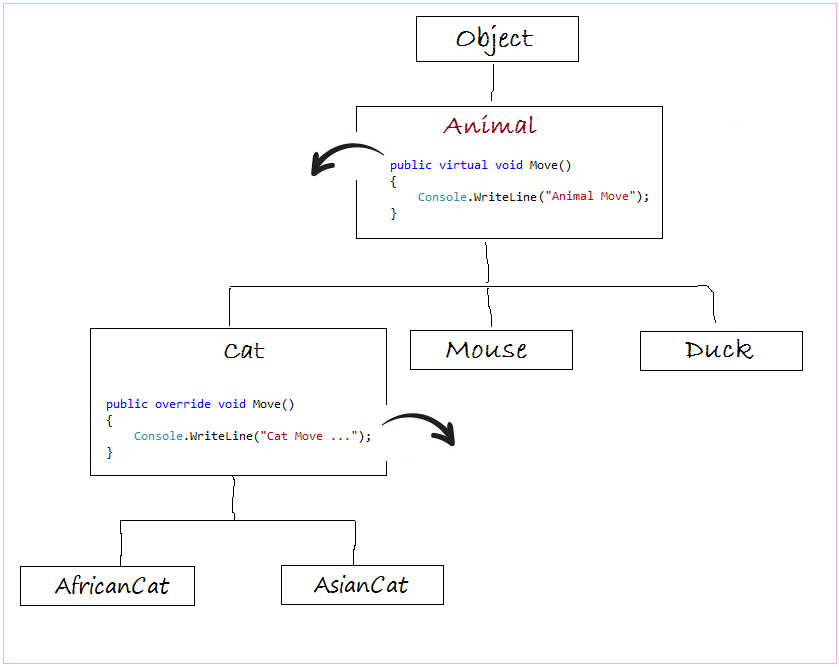 Object
Animal
public virtual void Move()
{
    Console.WriteLine("Animal Move");
}
Cat
public override void Move()
{
    Console.WriteLine("Cat Move ...");
}
Mouse
Duck
AfricanCat
AsianCat